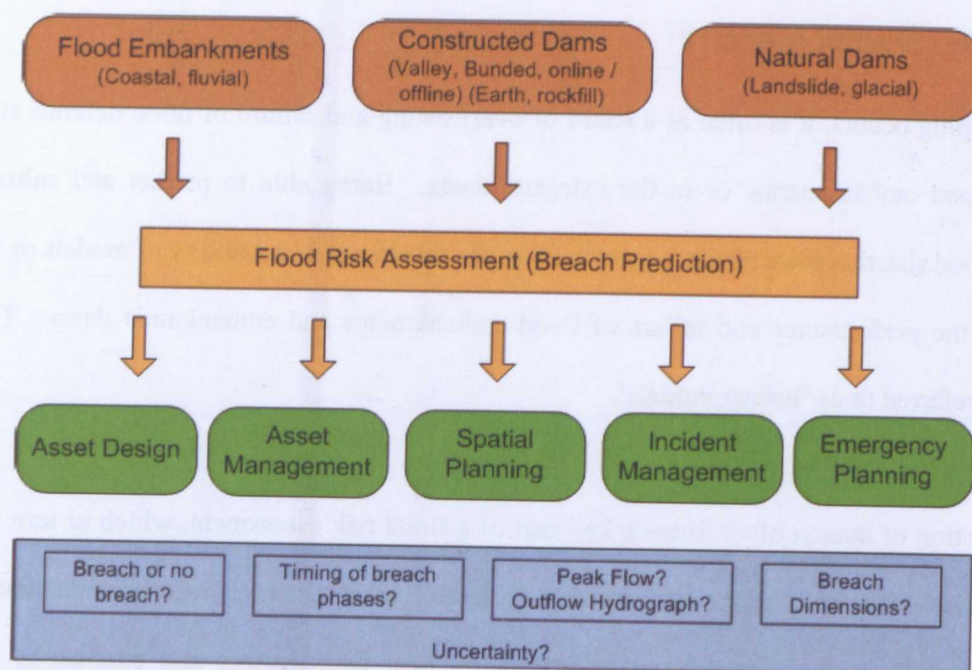 Flood Embankments
(Coastal, fluvial)
Constructed Dams
(Valley, Bunded, online /
offline) (Earth, rockfill)
Natural Dams
(Landslide, glacial)
Flood Risk Assessment (Breach Prediction)
Asset Design
Asset
Management
Spatial
Planning
Incident
Management
Emergency
Planning
Breach or no
breach?
Timing of breach
phases?
Peak Flow?
Outflow Hydrograph?
Breach
Dimensions?
Uncertainty?